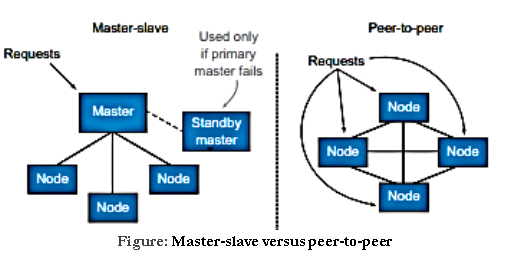 Master-slave
Used only
if primary
master fails
Requests
Master
Standby
master
Node
Node
Node
Peer-to-peer
Requests
Node
Node
Node
Node
Figure: Master-slave versus peer-to-peer